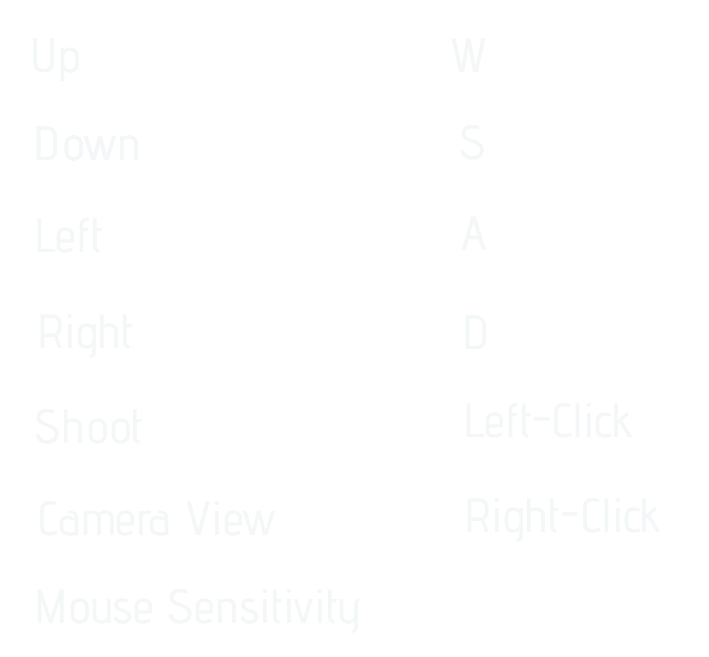 Up W
Down S
Left A
Right D
Shoot Left-Click
Camera View Right-Click
Mouse Sensitivity